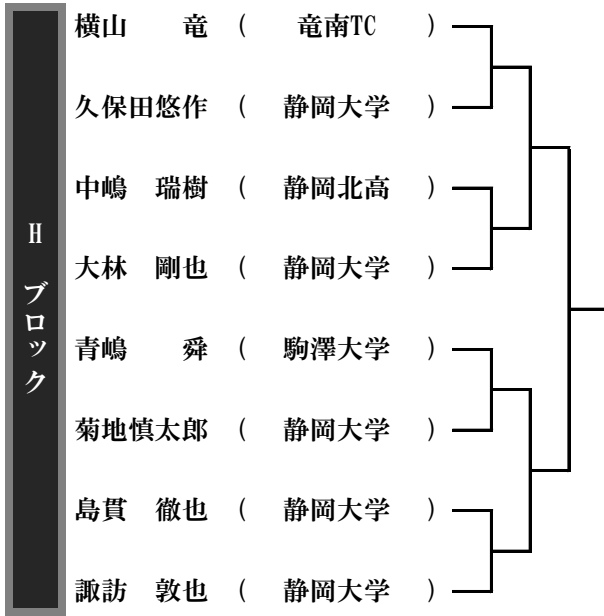 H ブロック
横山 竜 ( 竜南TC )
久保田悠作 ( 静岡大学 )
中嶋 瑞樹 ( 静岡北高 )
大林 剛也 ( 静岡大学 )
青嶋 舜 ( 駒澤大学 )
菊地慎太郎 ( 静岡大学 )
島貫 徹也 ( 静岡大学 )
諏訪 敦也 ( 静岡大学 )